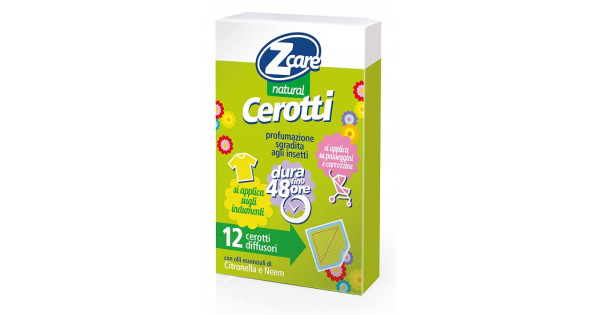 Zcare
natural
Cerotti
profumazione
sgradita
agli insetti
si applica
su passeggini
e carrozzine
dura
fino
48 ore
si applica
sugli
indumenti
12 cerotti
diffusori
con olii essenziali di
Citronella e Neem